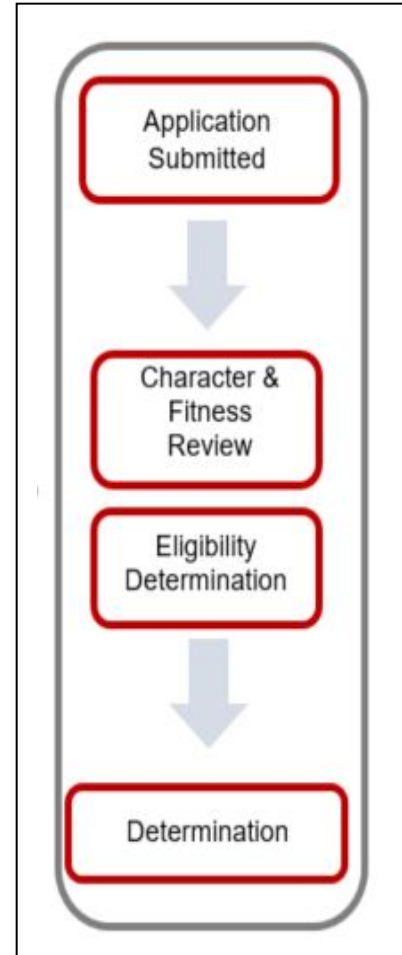 Application
Submitted
Character &
Fitness
Review
Eligibility
Determination
Determination